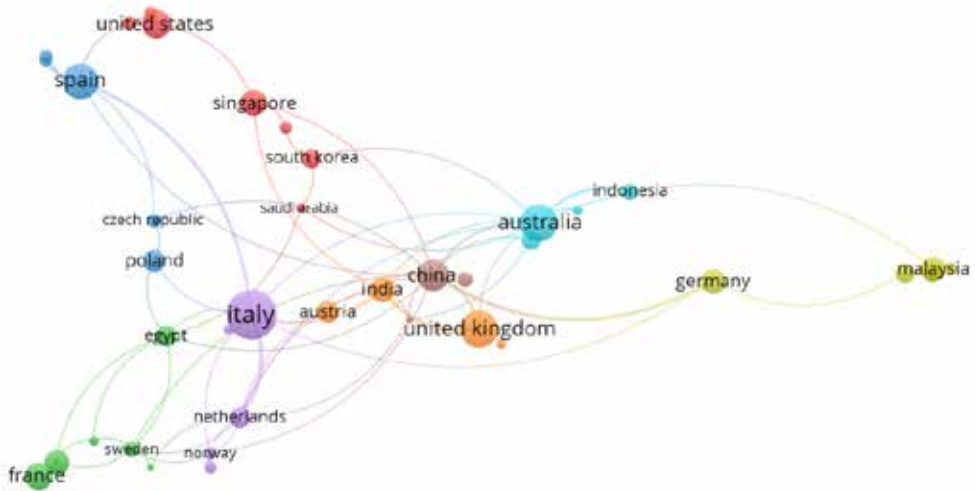 united states
spain
singapore
south korea
indonesia
saudi arabia
czech republic
australia
poland
malaysia
china
germany
india
italy
austria
united kingdom
egypt
netherlands
sweden
norway
france